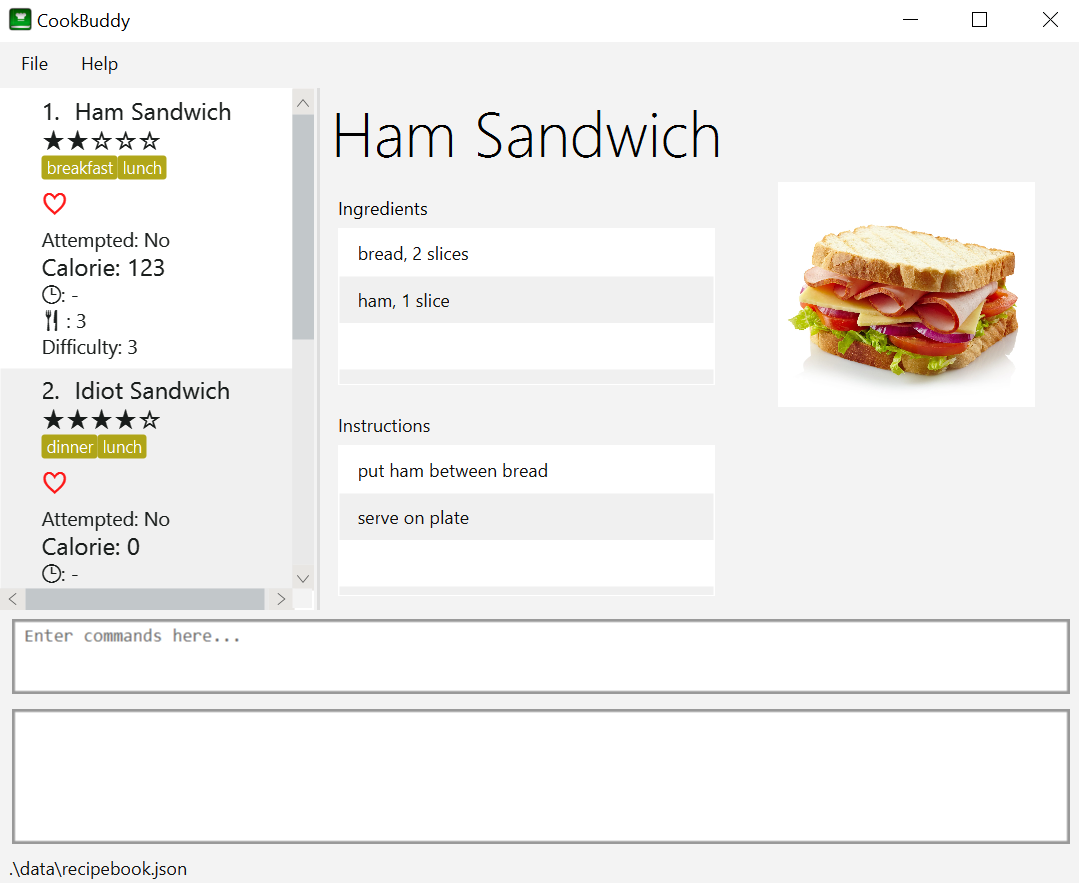 CookBuddy
File Help
1. Ham Sandwich
★★☆☆☆
breakfast lunch
Attempted: No
Calorie: 123
: -
: 3
Difficulty: 3
2. Idiot Sandwich
★★★★☆
dinner lunch
Attempted: No
Calorie: 0
: -
Ham Sandwich
Ingredients
bread, 2 slices
ham, 1 slice
Instructions
put ham between bread
serve on plate
Enter commands here...
.\data\recipebook.json